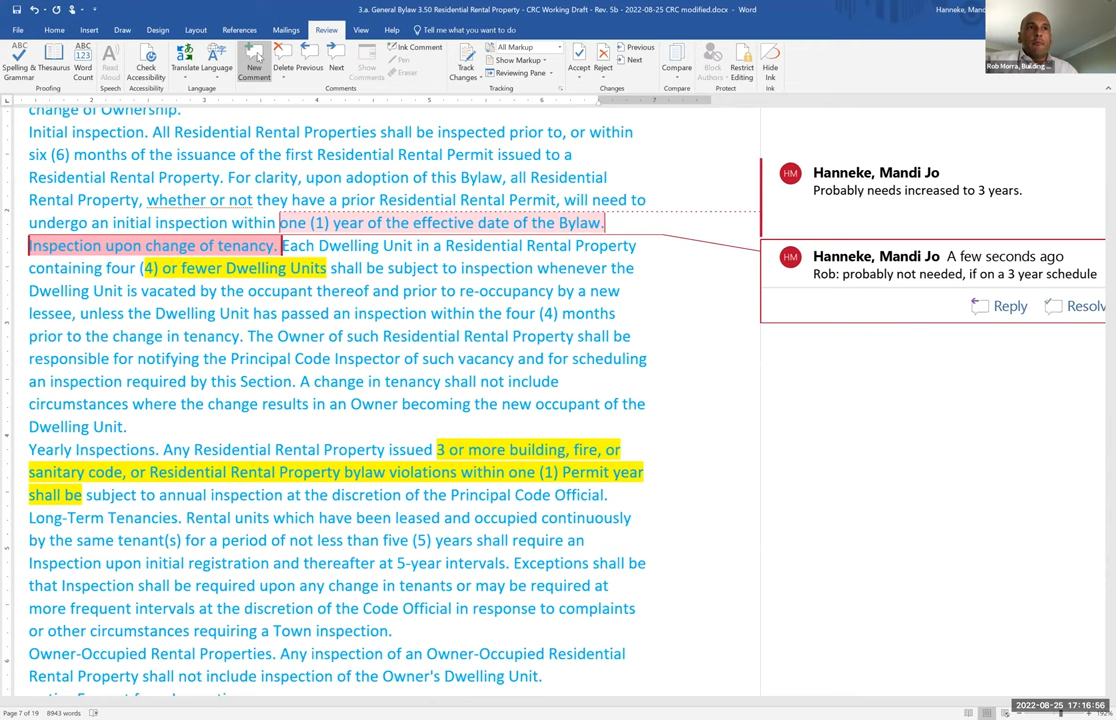 3.a. General Bylaw 3.50 Residential Rental Property - CRC Working Draft - Rev. 5b - 2022-08-25 CRC modified.docx - Word
Hanneke, Mand
File Home Insert Draw Design Layout References Mailings Review View Help Tell me what you want to do
Rob Morra, Building ...
Spelling & Grammar
Thesaurus
Word Count
Read Aloud
Check Accessibility
Translate
Language
New Comment
Delete
Previous
Next
Show Comments
Ink Comment
Pen
Eraser
Track Changes
All Markup
Show Markup
Reviewing Pane
Accept
Reject
Previous
Next
Compare
Block Authors
Restrict Editing
Hide Ink
Proofing Speech Accessibility Language Comments Tracking Changes Compare Protect Ink
change of Ownership.
Initial inspection. All Residential Rental Properties shall be inspected prior to, or within
six (6) months of the issuance of the first Residential Rental Permit issued to a
Residential Rental Property. For clarity, upon adoption of this Bylaw, all Residential
Rental Property, whether or not they have a prior Residential Rental Permit, will need to
undergo an initial inspection within one (1) year of the effective date of the Bylaw.
Inspection upon change of tenancy. Each Dwelling Unit in a Residential Rental Property
containing four (4) or fewer Dwelling Units shall be subject to inspection whenever the
Dwelling Unit is vacated by the occupant thereof and prior to re-occupancy by a new
lessee, unless the Dwelling Unit has passed an inspection within the four (4) months
prior to the change in tenancy. The Owner of such Residential Rental Property shall be
responsible for notifying the Principal Code Inspector of such vacancy and for scheduling
an inspection required by this Section. A change in tenancy shall not include
circumstances where the change results in an Owner becoming the new occupant of the
Dwelling Unit.
Yearly Inspections. Any Residential Rental Property issued 3 or more building, fire, or
sanitary code, or Residential Rental Property bylaw violations within one (1) Permit year
shall be subject to annual inspection at the discretion of the Principal Code Official.
Long-Term Tenancies. Rental units which have been leased and occupied continuously
by the same tenant(s) for a period of not less than five (5) years shall require an
Inspection upon initial registration and thereafter at 5-year intervals. Exceptions shall be
that Inspection shall be required upon any change in tenants or may be required at
more frequent intervals at the discretion of the Code Official in response to complaints
or other circumstances requiring a Town inspection.
Owner-Occupied Rental Properties. Any inspection of an Owner-Occupied Residential
Rental Property shall not include inspection of the Owner's Dwelling Unit.
HM Hanneke, Mandi Jo
Probably needs increased to 3 years.
HM Hanneke, Mandi Jo A few seconds ago
Rob: probably not needed, if on a 3 year schedule
Reply Resolv
Page 7 of 19 8943 words
2022-08-25 17:16:56
192%